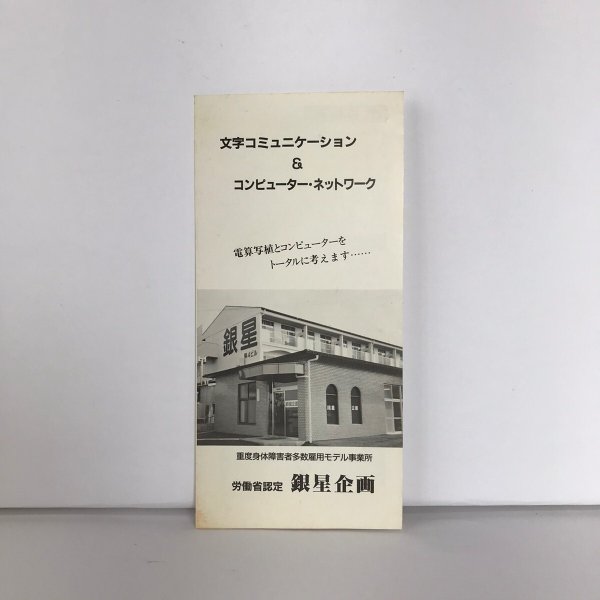 文字コミュニケーション
&
コンピューター・ネットワーク
電算写植とコンピューターを
トータルに考えます……
銀星
重度身体障害者多数雇用モデル事業所
労働省認定 銀星企画